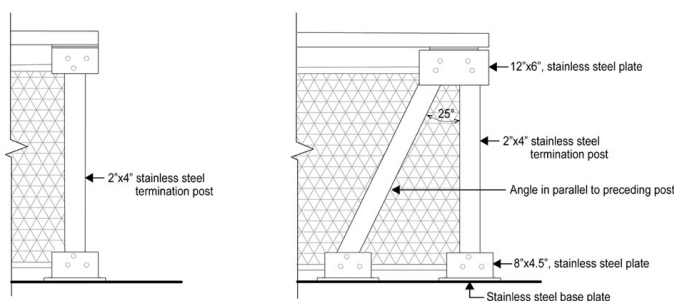 2”x4” stainless steel
termination post
12”x6”, stainless steel plate
25°
2”x4” stainless steel
termination post
Angle in parallel to preceding post
8”x4.5”, stainless steel plate
Stainless steel base plate